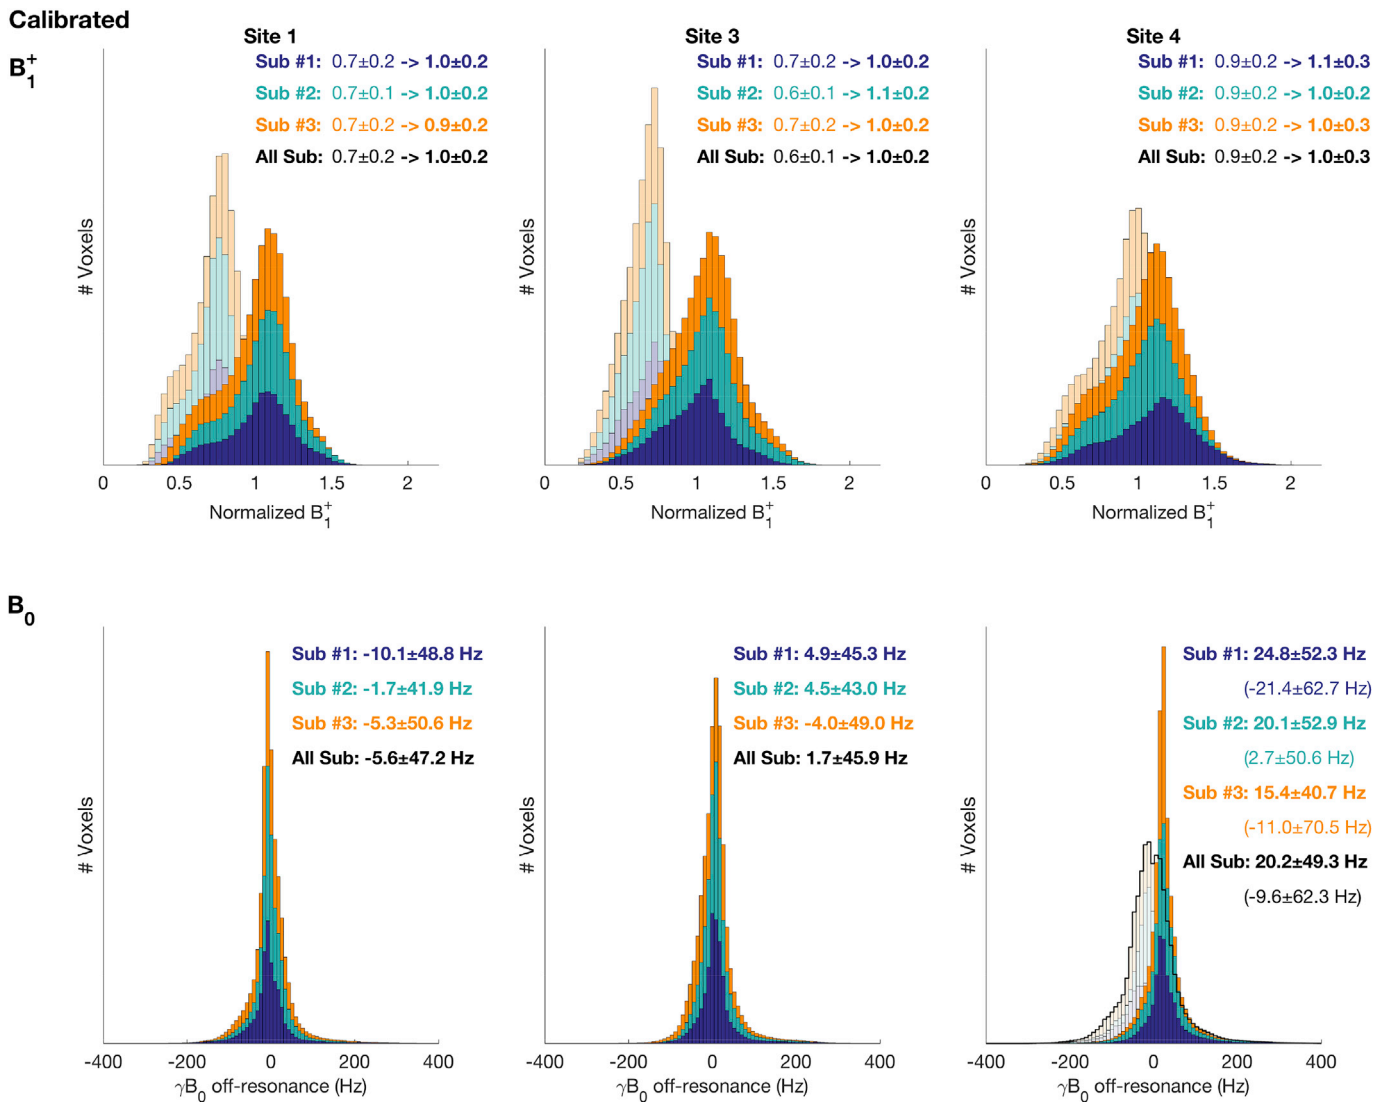 Calibrated
B₁⁺
Site 1
Sub #1: 0.7±0.2 -> 1.0±0.2
Sub #2: 0.7±0.1 -> 1.0±0.2
Sub #3: 0.7±0.2 -> 0.9±0.2
All Sub: 0.7±0.2 -> 1.0±0.2
# Voxels
0 0.5 1 1.5 2
Normalized B₁⁺
Site 3
Sub #1: 0.7±0.2 -> 1.0±0.2
Sub #2: 0.6±0.1 -> 1.1±0.2
Sub #3: 0.7±0.2 -> 1.0±0.2
All Sub: 0.6±0.1 -> 1.0±0.2
# Voxels
0 0.5 1 1.5 2
Normalized B₁⁺
Site 4
Sub #1: 0.9±0.2 -> 1.1±0.3
Sub #2: 0.9±0.2 -> 1.0±0.2
Sub #3: 0.9±0.2 -> 1.0±0.3
All Sub: 0.9±0.2 -> 1.0±0.3
# Voxels
0 0.5 1 1.5 2
Normalized B₁⁺
B₀
Sub #1: -10.1±48.8 Hz
Sub #2: -1.7±41.9 Hz
Sub #3: -5.3±50.6 Hz
All Sub: -5.6±47.2 Hz
# Voxels
-400 -200 0 200 400
γB₀ off-resonance (Hz)
Sub #1: 4.9±45.3 Hz
Sub #2: 4.5±43.0 Hz
Sub #3: -4.0±49.0 Hz
All Sub: 1.7±45.9 Hz
# Voxels
-400 -200 0 200 400
γB₀ off-resonance (Hz)
Sub #1: 24.8±52.3 Hz
(-21.4±62.7 Hz)
Sub #2: 20.1±52.9 Hz
(2.7±50.6 Hz)
Sub #3: 15.4±40.7 Hz
(-11.0±70.5 Hz)
All Sub: 20.2±49.3 Hz
(-9.6±62.3 Hz)
# Voxels
-400 -200 0 200 400
γB₀ off-resonance (Hz)